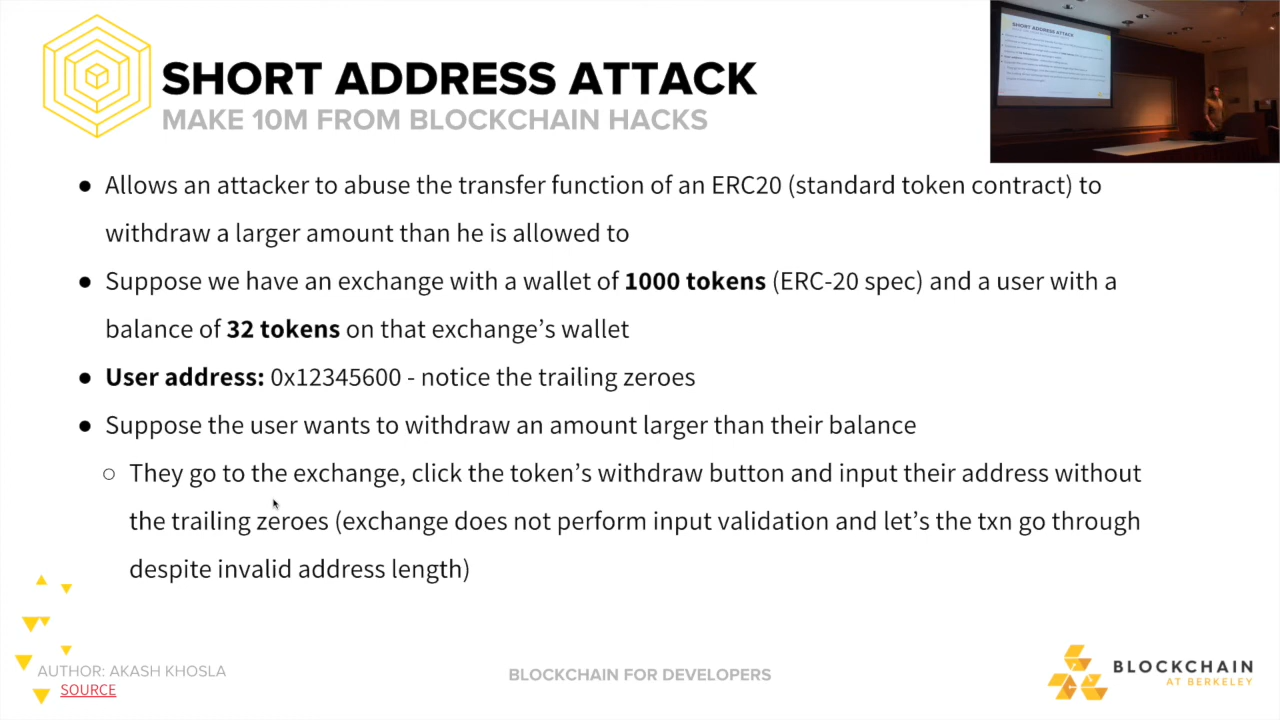 SHORT ADDRESS ATTACK
MAKE 10M FROM BLOCKCHAIN HACKS
SHORT ADDRESS ATTACK
● Allows an attacker to abuse the transfer function of an ERC20 (standard token contract) to
withdraw a larger amount than he is allowed to
● Suppose we have an exchange with a wallet of 1000 tokens (ERC-20 spec) and a user with a
balance of 32 tokens on that exchange's wallet
● User address: 0x12345600 - notice the trailing zeroes
● Suppose the user wants to withdraw an amount larger than their balance
○ They go to the exchange, click the token's withdraw button and input their address without
the trailing zeroes (exchange does not perform input validation and let's the txn go through
despite invalid address length)
AUTHOR: AKASH KHOSLA
SOURCE
BLOCKCHAIN FOR DEVELOPERS
BLOCKCHAIN
AT BERKELEY